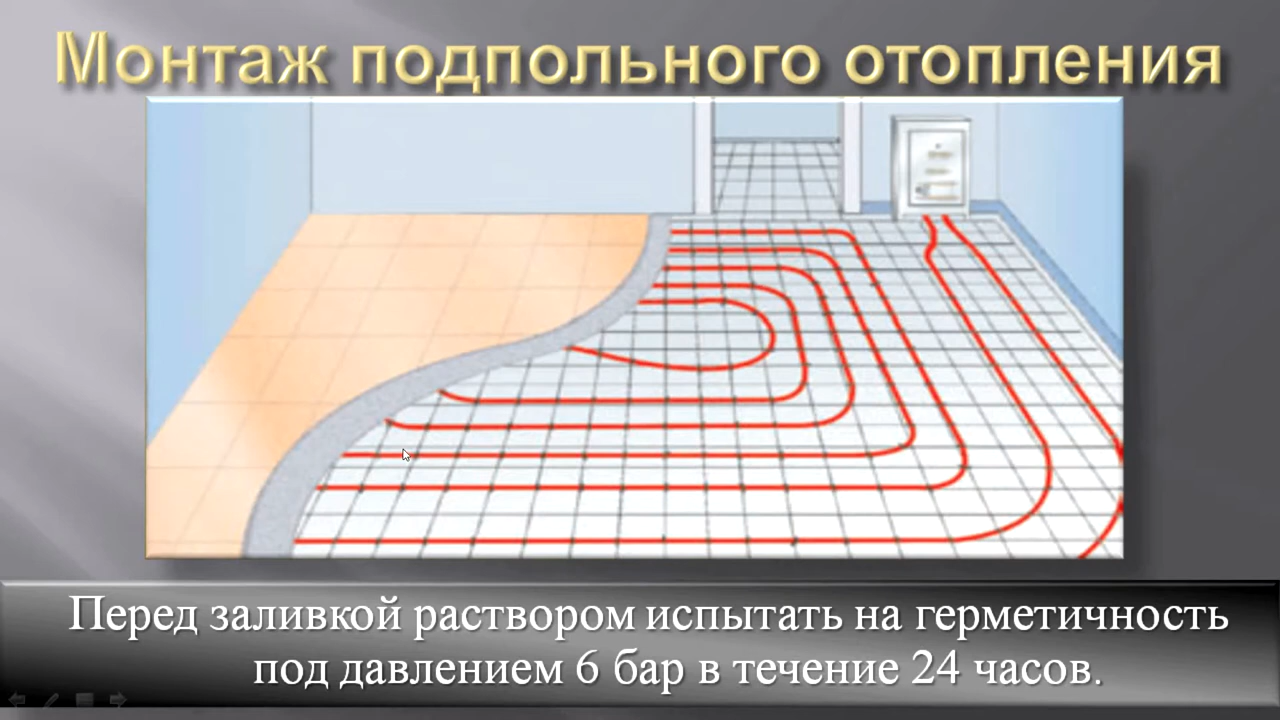 Монтаж подпольного отопления
Перед заливкой раствором испытать на герметичность
под давлением 6 бар в течение 24 часов.